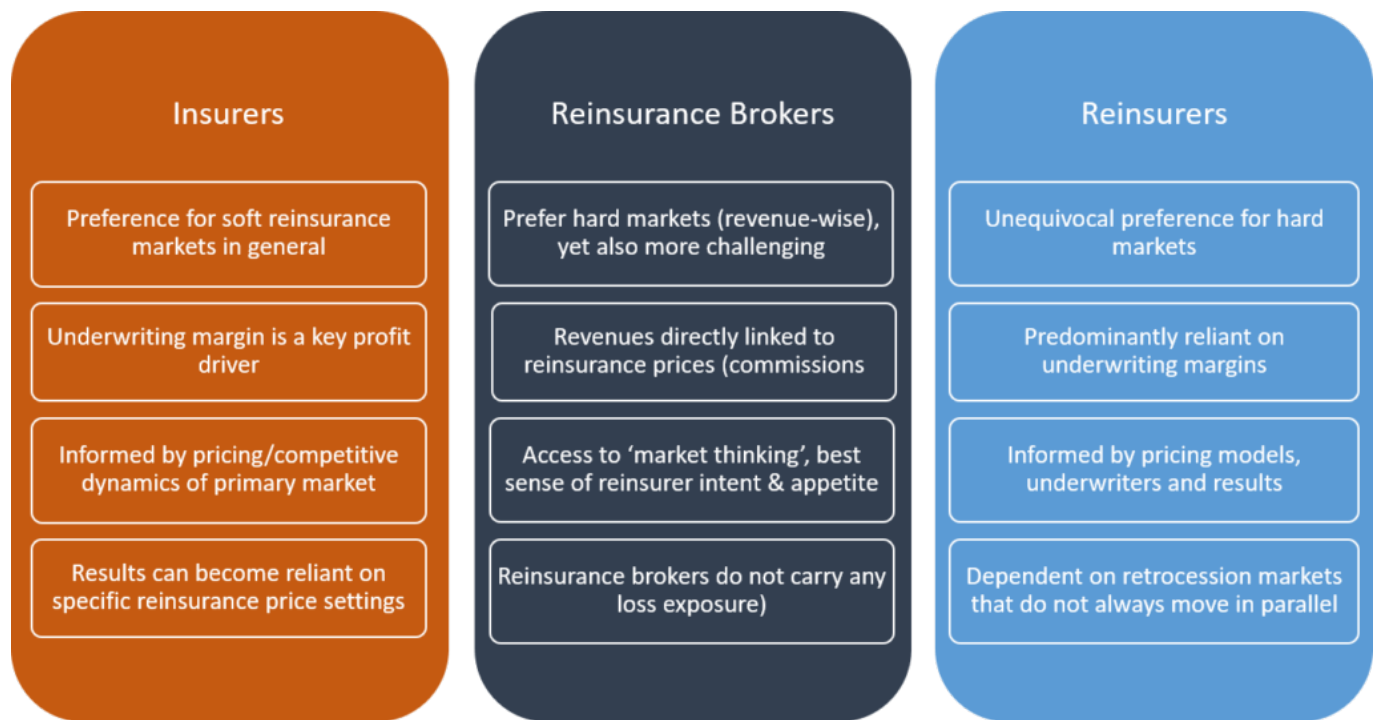 Insurers
Preference for soft reinsurance
markets in general
Underwriting margin is a key profit
driver
Informed by pricing/competitive
dynamics of primary market
Results can become reliant on
specific reinsurance price settings
Reinsurance Brokers
Prefer hard markets (revenue-wise),
yet also more challenging
Revenues directly linked to
reinsurance prices (commissions
Access to ‘market thinking’, best
sense of reinsurer intent & appetite
Reinsurance brokers do not carry any
loss exposure)
Reinsurers
Unequivocal preference for hard
markets
Predominantly reliant on
underwriting margins
Informed by pricing models,
underwriters and results
Dependent on retrocession markets
that do not always move in parallel